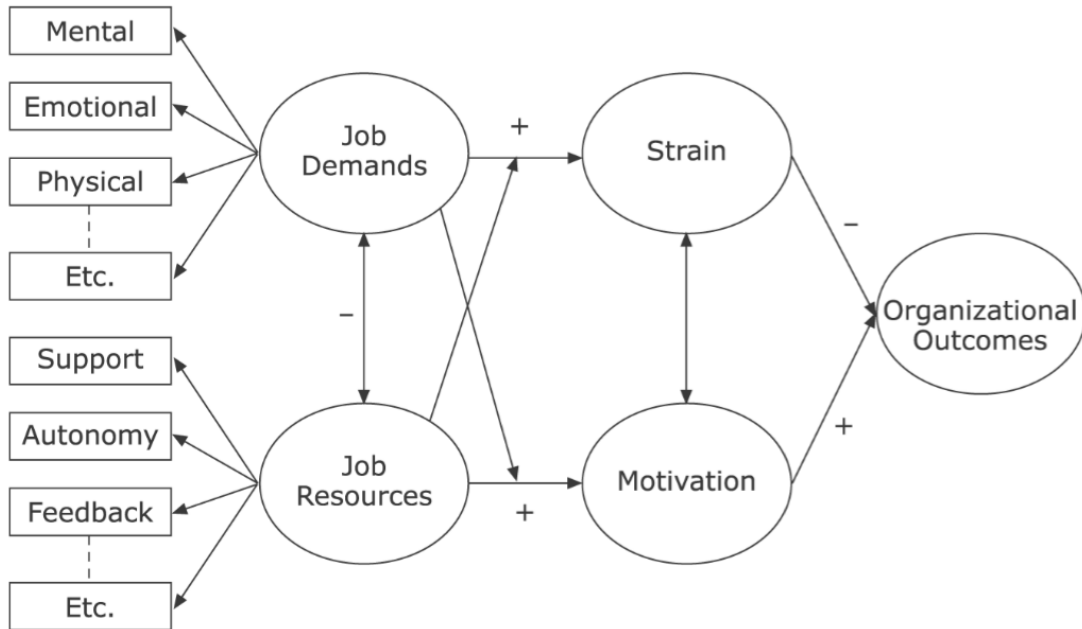 Mental
Emotional
Physical
Etc.
Support
Autonomy
Feedback
Etc.
Job
Demands
Job
Resources
+
–
+
Strain
Motivation
–
+
Organizational
Outcomes